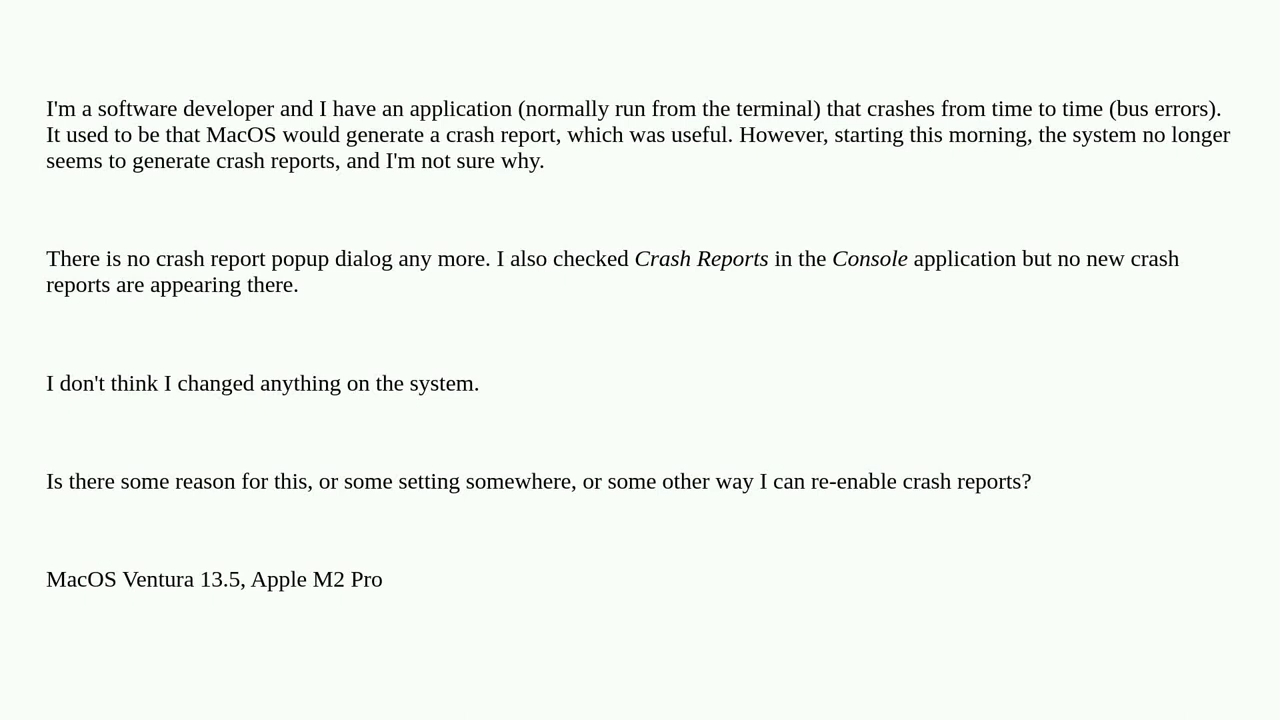 I'm a software developer and I have an application (normally run from the terminal) that crashes from time to time (bus errors).
It used to be that MacOS would generate a crash report, which was useful. However, starting this morning, the system no longer
seems to generate crash reports, and I'm not sure why.
There is no crash report popup dialog any more. I also checked Crash Reports in the Console application but no new crash
reports are appearing there.
I don't think I changed anything on the system.
Is there some reason for this, or some setting somewhere, or some other way I can re-enable crash reports?
MacOS Ventura 13.5, Apple M2 Pro